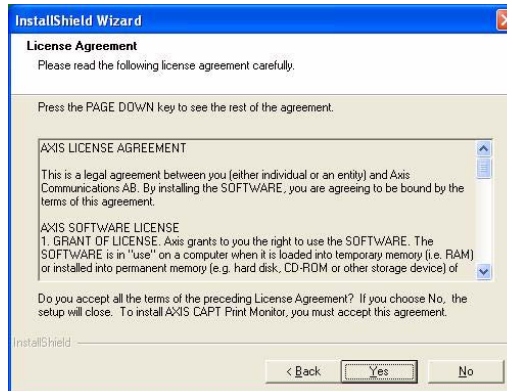 InstallShield Wizard
License Agreement
Please read the following license agreement carefully.
Press the PAGE DOWN key to see the rest of the agreement.
AXIS LICENSE AGREEMENT
This is a legal agreement between you (either individual or an entity) and Axis
Communications AB. By installing the SOFTWARE, you are agreeing to be bound by the
terms of this agreement.
AXIS SOFTWARE LICENSE
1. GRANT OF LICENSE. Axis grants to you the right to use the SOFTWARE. The
SOFTWARE is in "use" on a computer when it is loaded into temporary memory (i.e. RAM)
or installed into permanent memory (e.g. hard disk, CD-ROM or other storage device) of
Do you accept all the terms of the preceding License Agreement? If you choose No, the
setup will close. To install AXIS CAPT Print Monitor, you must accept this agreement.
InstallShield
< Back Yes No